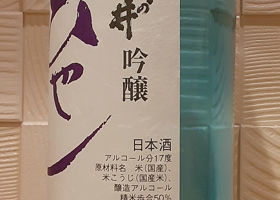 の井
吟醸
日本酒
アルコール分17度
原材料名 米(国産)、
米こうじ(国産米)、
醸造アルコール
精米歩合50%